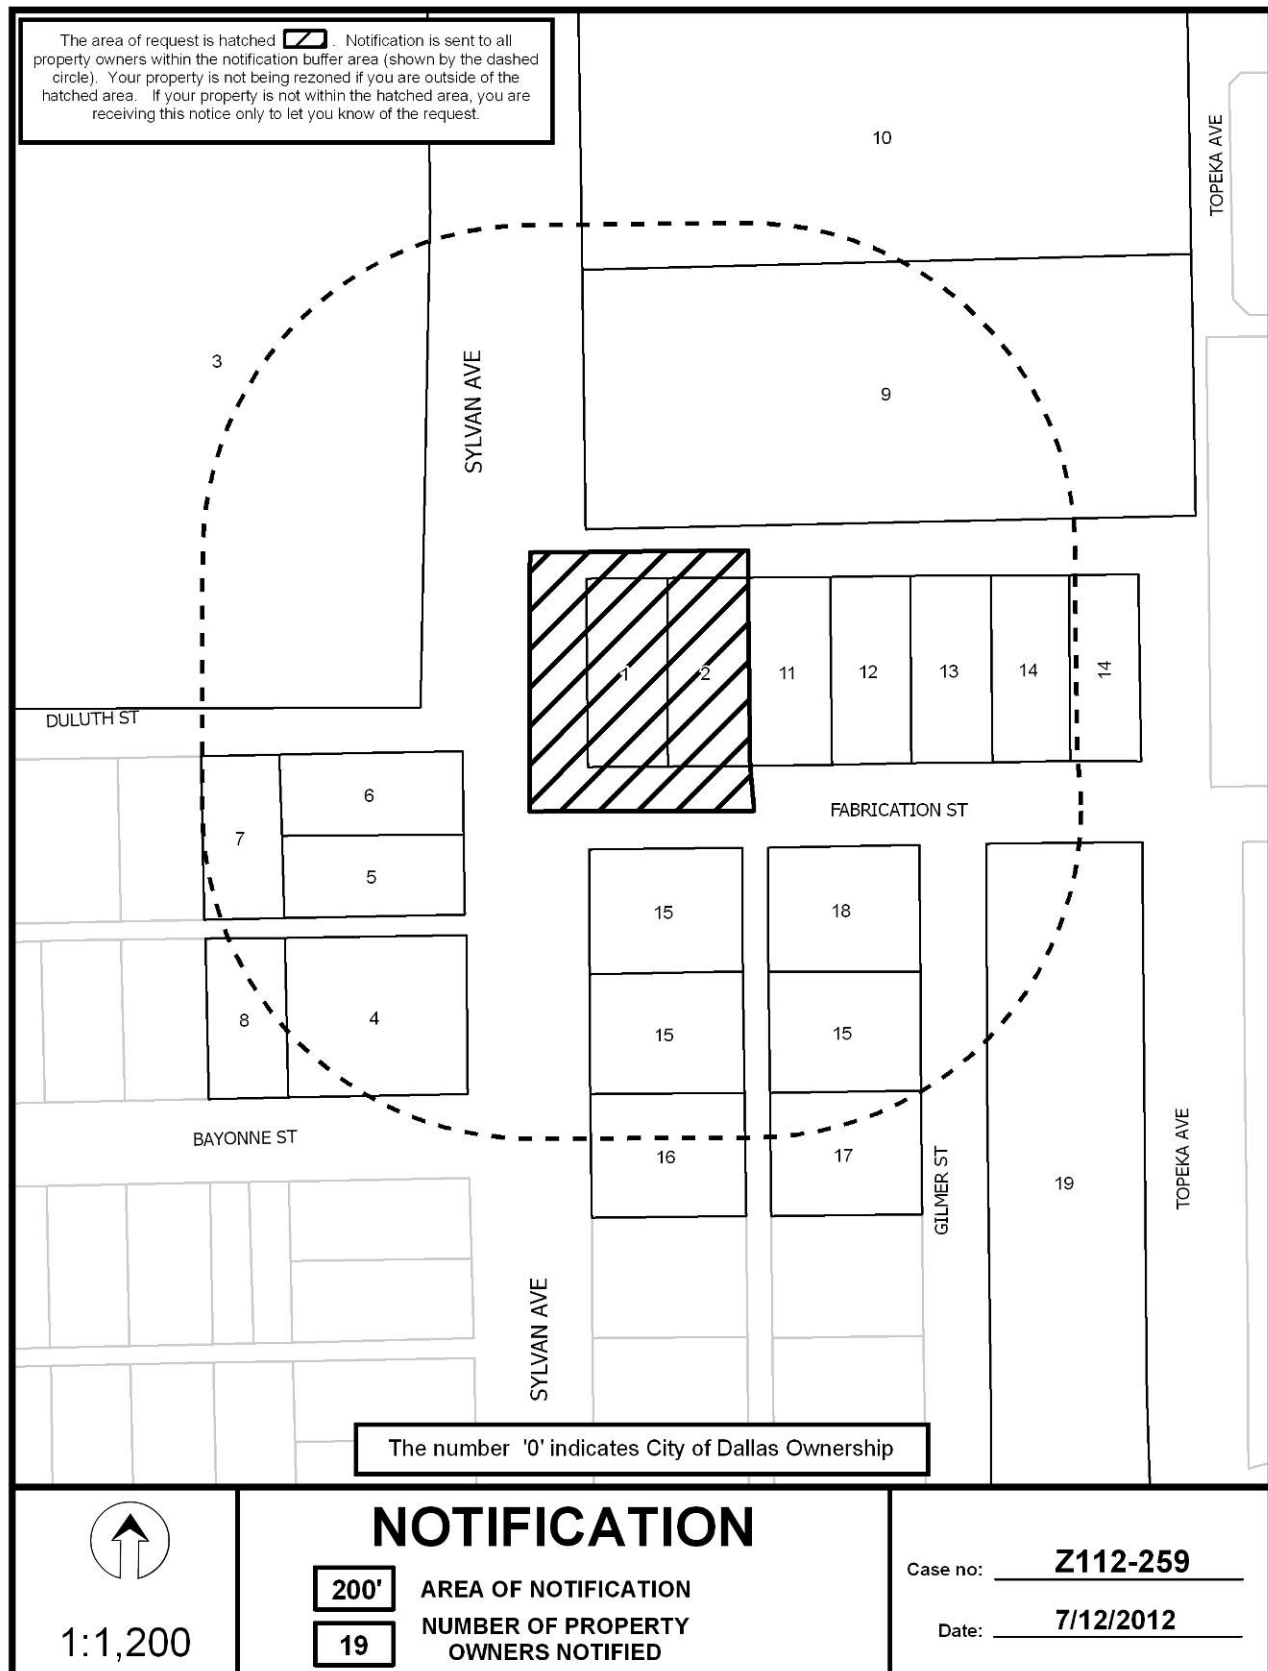 The area of request is hatched . Notification is sent to all
property owners within the notification buffer area (shown by the dashed
circle). Your property is not being rezoned if you are outside of the
hatched area. If your property is not within the hatched area, you are
receiving this notice only to let you know of the request.
10
TOPEKA AVE
3
SYLVAN AVE
9
1
2
11
12
13
14
14
DULUTH ST
6
7
5
FABRICATION ST
15
18
8
4
15
15
BAYONNE ST
16
17
GILMER ST
19
TOPEKA AVE
SYLVAN AVE
The number '0' indicates City of Dallas Ownership
1:1,200
NOTIFICATION
200' AREA OF NOTIFICATION
19 NUMBER OF PROPERTY
OWNERS NOTIFIED
Case no: Z112-259
Date: 7/12/2012